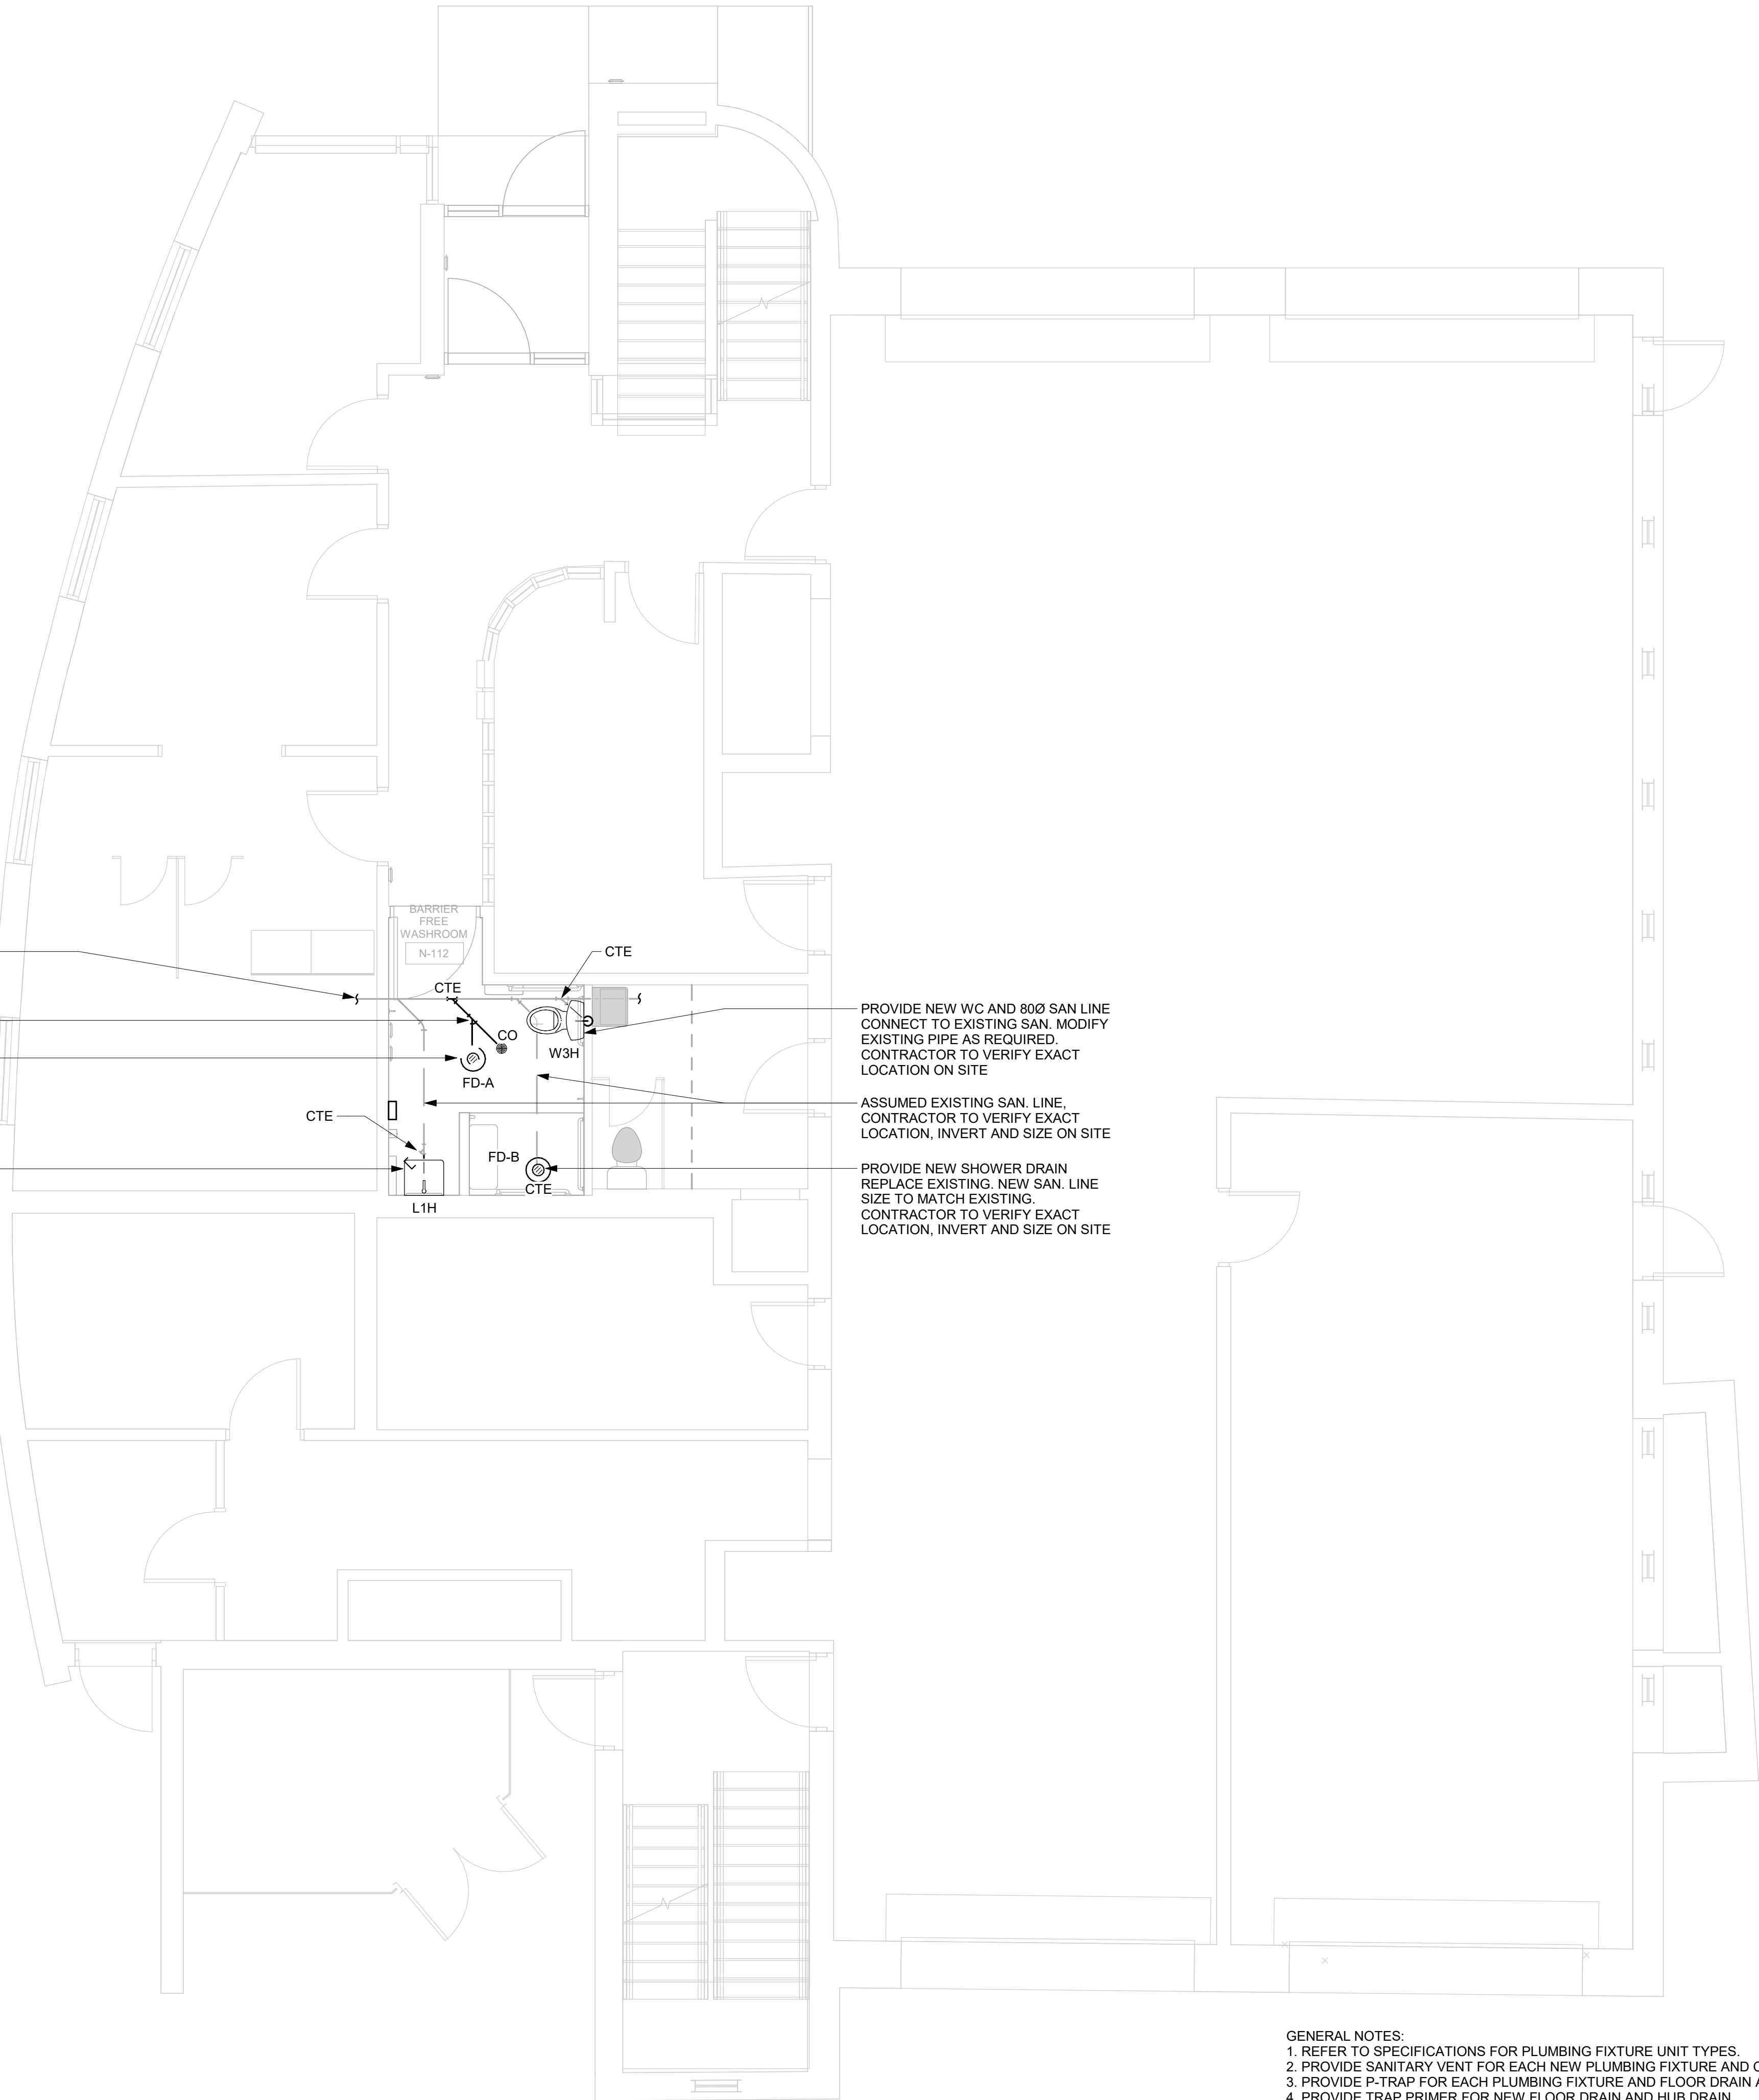 BARRIER
FREE
WASHROOM
N-112
CTE
CTE
CO
W3H
FD-A
CTE
FD-B
CTE
L1H
PROVIDE NEW WC AND 80Ø SAN LINE
CONNECT TO EXISTING SAN. MODIFY
EXISTING PIPE AS REQUIRED.
CONTRACTOR TO VERIFY EXACT
LOCATION ON SITE
ASSUMED EXISTING SAN. LINE,
CONTRACTOR TO VERIFY EXACT
LOCATION, INVERT AND SIZE ON SITE
PROVIDE NEW SHOWER DRAIN
REPLACE EXISTING. NEW SAN. LINE
SIZE TO MATCH EXISTING.
CONTRACTOR TO VERIFY EXACT
LOCATION, INVERT AND SIZE ON SITE
GENERAL NOTES:
1. REFER TO SPECIFICATIONS FOR PLUMBING FIXTURE UNIT TYPES.
2. PROVIDE SANITARY VENT FOR EACH NEW PLUMBING FIXTURE AND
3. PROVIDE P-TRAP FOR EACH PLUMBING FIXTURE AND FLOOR DRAIN
4. PROVIDE TRAP PRIMER FOR NEW FLOOR DRAIN AND HUB DRAIN